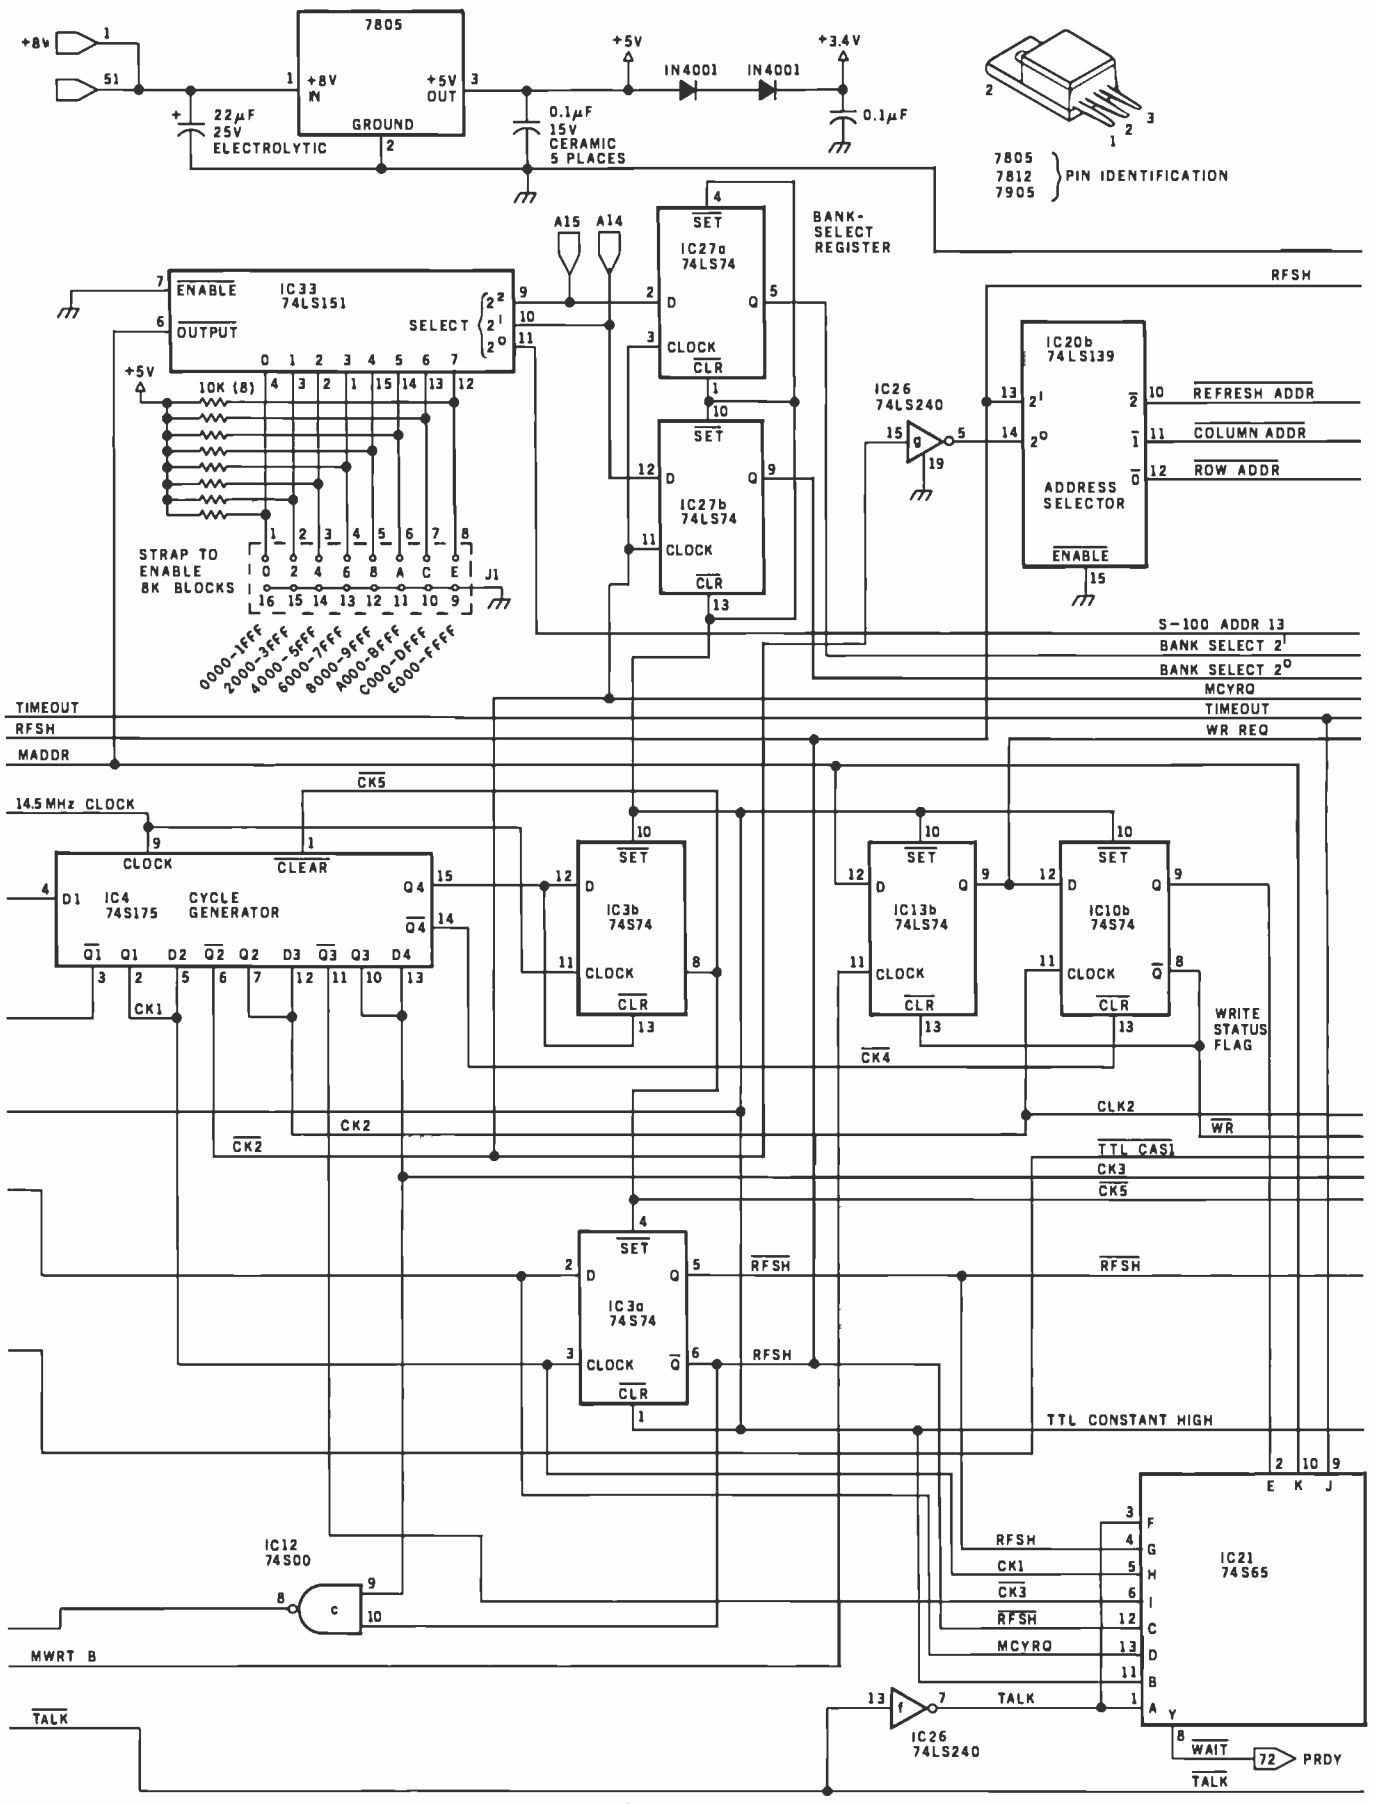 +8V
1
51
7805
1
+8V IN
+5V OUT
3
GROUND
2
+
22µF
25V
ELECTROLYTIC
0.1µF
15V
CERAMIC
5 PLACES
+5V
IN4001
IN4001
+3.4V
0.1µF
2
3
2
1
7805
7812
7905
PIN IDENTIFICATION
A15
A14
4
SET
IC27a
74LS74
2
D
Q
5
3
CLOCK
CLR
1
BANK-
SELECT
REGISTER
RFSH
7
ENABLE
IC33
74LS151
6
OUTPUT
SELECT
2²
9
2¹
10
2⁰
11
0 1 2 3 4 5 6 7
4 3 2 1 15 14 13 12
+5V
10K (8)
10
SET
12
D
Q
9
IC27b
74LS74
11
CLOCK
CLR
13
IC26
74LS240
15
g
5
19
IC20b
74LS139
13
2¹
14
2⁰
2
10
REFRESH ADDR
1
11
COLUMN ADDR
0
12
ROW ADDR
ADDRESS
SELECTOR
ENABLE
15
STRAP TO
ENABLE
8K BLOCKS
1 2 3 4 5 6 7 8
0 2 4 6 8 A C E
J1
16 15 14 13 12 11 10 9
0000-1FFF
2000-3FFF
4000-5FFF
6000-7FFF
8000-9FFF
A000-BFFF
C000-DFFF
E000-FFFF
S-100 ADDR 13
BANK SELECT 2¹
BANK SELECT 2⁰
MCYRQ
TIMEOUT
TIMEOUT
RFSH
WR REQ
MADDR
CK5
14.5MHz CLOCK
9
1
CLOCK
CLEAR
4
D1
IC4
74S175
CYCLE
GENERATOR
Q4
15
Q4
14
Q1 Q1 D2 Q2 Q2 D3 Q3 Q3 D4
3 2 5 6 7 12 11 10 13
CK1
10
SET
12
D
IC3b
74S74
11
CLOCK
8
CLR
13
10
SET
12
D
Q
9
IC13b
74LS74
11
CLOCK
CLR
13
10
SET
12
D
Q
9
IC10b
74S74
11
CLOCK
Q
8
CLR
13
WRITE
STATUS
FLAG
CK4
CLK2
CK2
WR
CK2
TTL CAS1
CK3
CK5
4
SET
2
D
Q
5
RFSH
RFSH
IC3a
74S74
3
CLOCK
Q
6
RFSH
CLR
1
TTL CONSTANT HIGH
2 10 9
E K J
3
F
RFSH
4
G
CK1
5
H
CK3
6
I
RFSH
12
C
MCYRQ
13
D
11
B
TALK
1
A
Y
IC21
74S65
IC12
74S00
8
c
9
10
MWRT B
13
f
7
IC26
74LS240
TALK
8
WAIT
72
PRDY
TALK